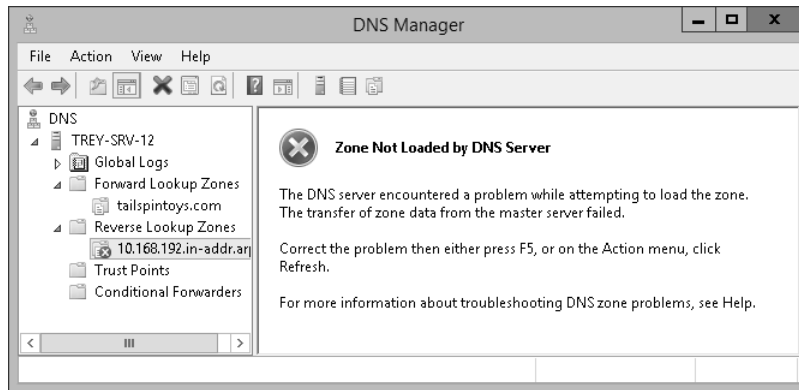 DNS Manager
File Action View Help
DNS
TREY-SRV-12
Global Logs
Forward Lookup Zones
tailspintoys.com
Reverse Lookup Zones
10.168.192.in-addr.arp
Trust Points
Conditional Forwarders
Zone Not Loaded by DNS Server
The DNS server encountered a problem while attempting to load the zone.
The transfer of zone data from the master server failed.
Correct the problem then either press F5, or on the Action menu, click
Refresh.
For more information about troubleshooting DNS zone problems, see Help.